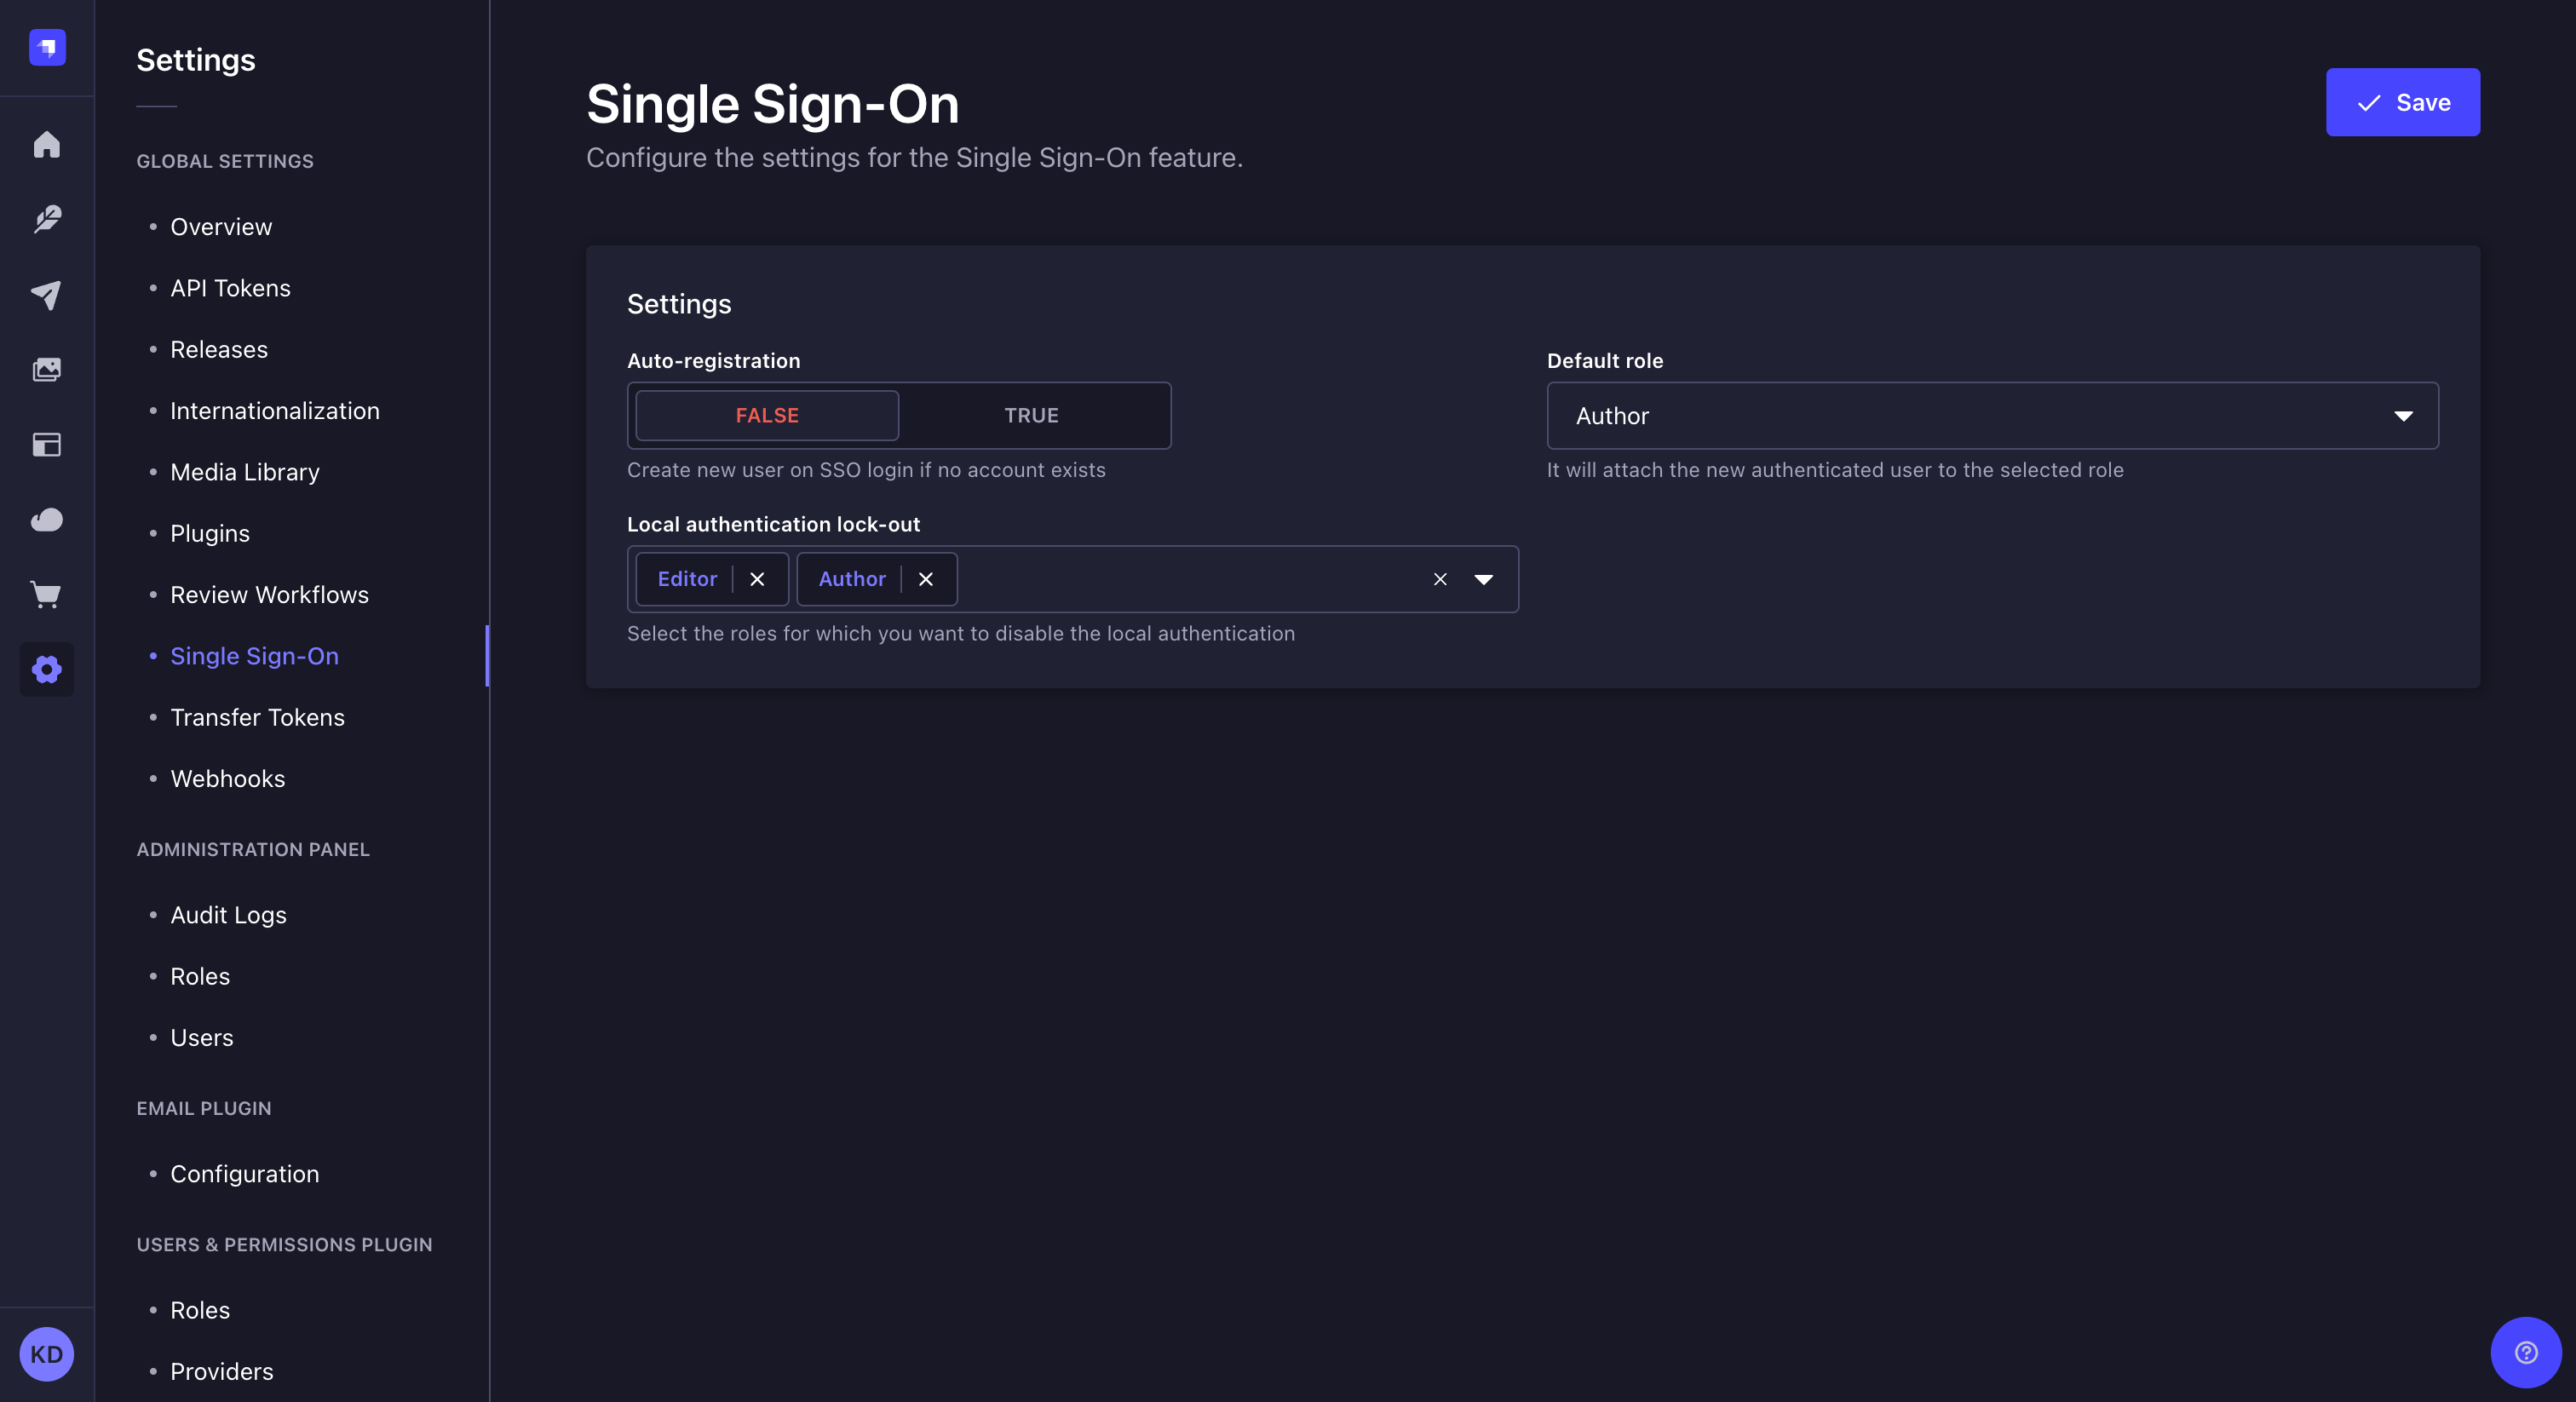 Settings
GLOBAL SETTINGS
Overview
API Tokens
Releases
Internationalization
Media Library
Plugins
Review Workflows
Single Sign-On
Transfer Tokens
Webhooks
ADMINISTRATION PANEL
Audit Logs
Roles
Users
EMAIL PLUGIN
Configuration
USERS & PERMISSIONS PLUGIN
Roles
Providers
KD
Single Sign-On
Configure the settings for the Single Sign-On feature.
Save
Settings
Auto-registration
FALSE TRUE
Create new user on SSO login if no account exists
Default role
Author
It will attach the new authenticated user to the selected role
Local authentication lock-out
Editor Author
Select the roles for which you want to disable the local authentication